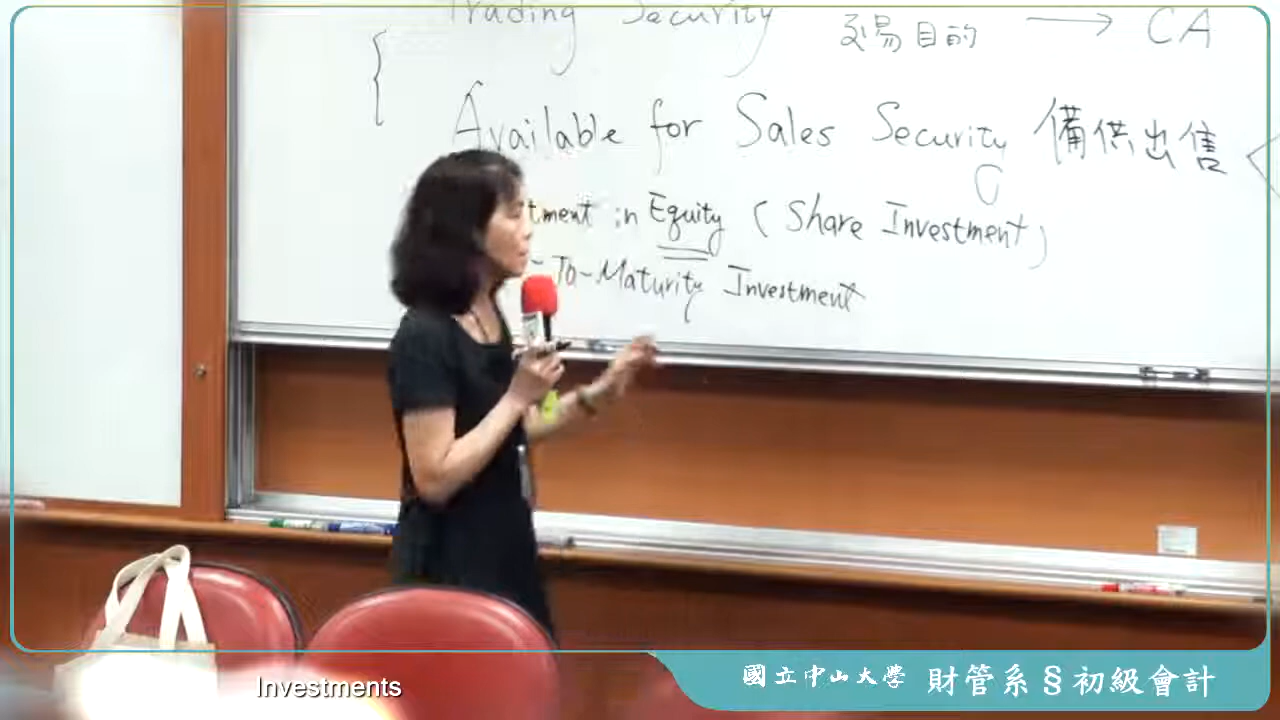 Trading Security 交易目的 → CA
Available for Sales Security 備供出售
tment in Equity (Share Investment)
-To-Maturity Investment
Investments
國立中山大學 財管系§初級會計